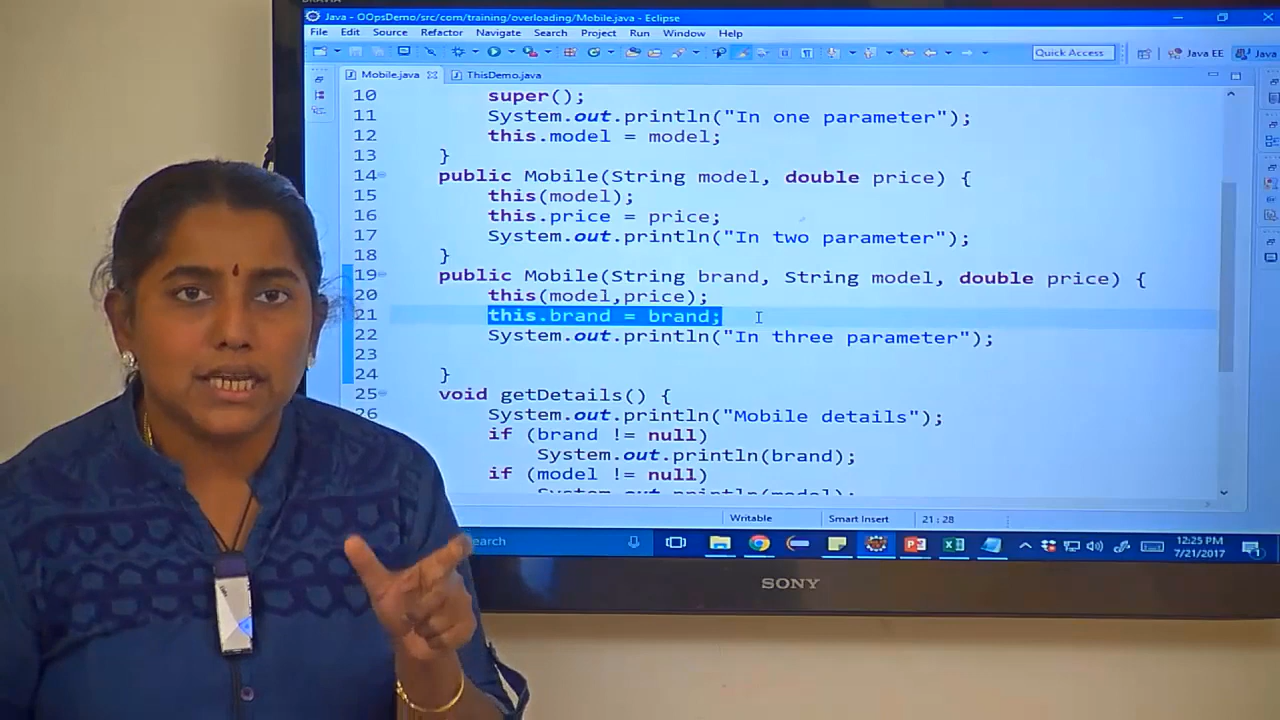 Java - OOpsDemo/src/com/training/overloading/Mobile.java - Eclipse
File Edit Source Refactor Navigate Search Project Run Window Help
Quick Access Java EE Java
Mobile.java ThisDemo.java
10 super();
11 System.out.println("In one parameter");
12 this.model = model;
13 }
14 public Mobile(String model, double price) {
15 this(model);
16 this.price = price;
17 System.out.println("In two parameter");
18 }
19 public Mobile(String brand, String model, double price) {
20 this(model,price);
21 this.brand = brand;
22 System.out.println("In three parameter");
23
24 }
25 void getDetails() {
26 System.out.println("Mobile details");
if (brand != null)
System.out.println(brand);
if (model != null)
System.out.println(model);
Writable Smart Insert 21:28
search
12:25 PM
7/21/2017
SONY